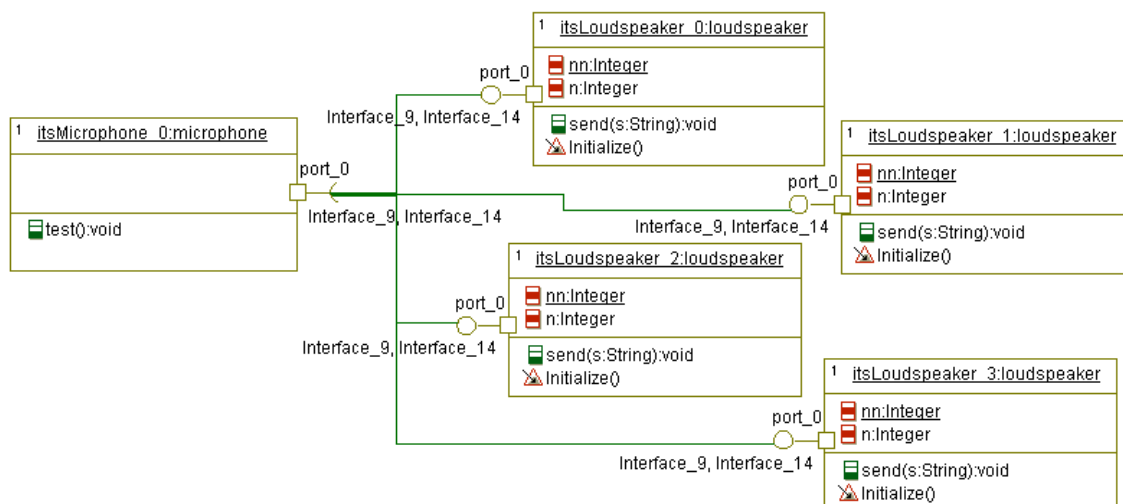 1 itsMicrophone_0:microphone
test():void
port_0
Interface_9, Interface_14
1 itsLoudspeaker_0:loudspeaker
nn:Integer
n:Integer
send(s:String):void
Initialize()
port_0
Interface_9, Interface_14
1 itsLoudspeaker_1:loudspeaker
nn:Integer
n:Integer
send(s:String):void
Initialize()
port_0
Interface_9, Interface_14
1 itsLoudspeaker_2:loudspeaker
nn:Integer
n:Integer
send(s:String):void
Initialize()
port_0
Interface_9, Interface_14
1 itsLoudspeaker_3:loudspeaker
nn:Integer
n:Integer
send(s:String):void
Initialize()
port_0
Interface_9, Interface_14